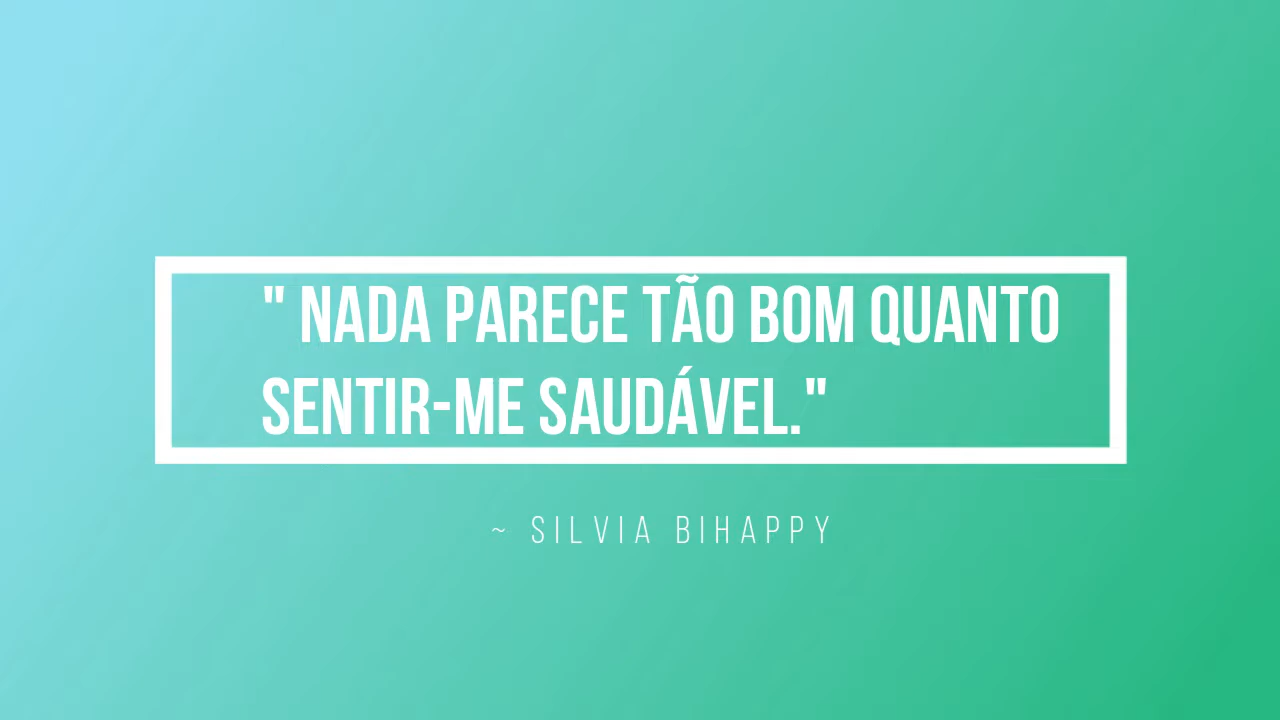 " NADA PARECE TÃO BOM QUANTO
SENTIR-ME SAUDÁVEL."
~ SILVIA BIHAPPY